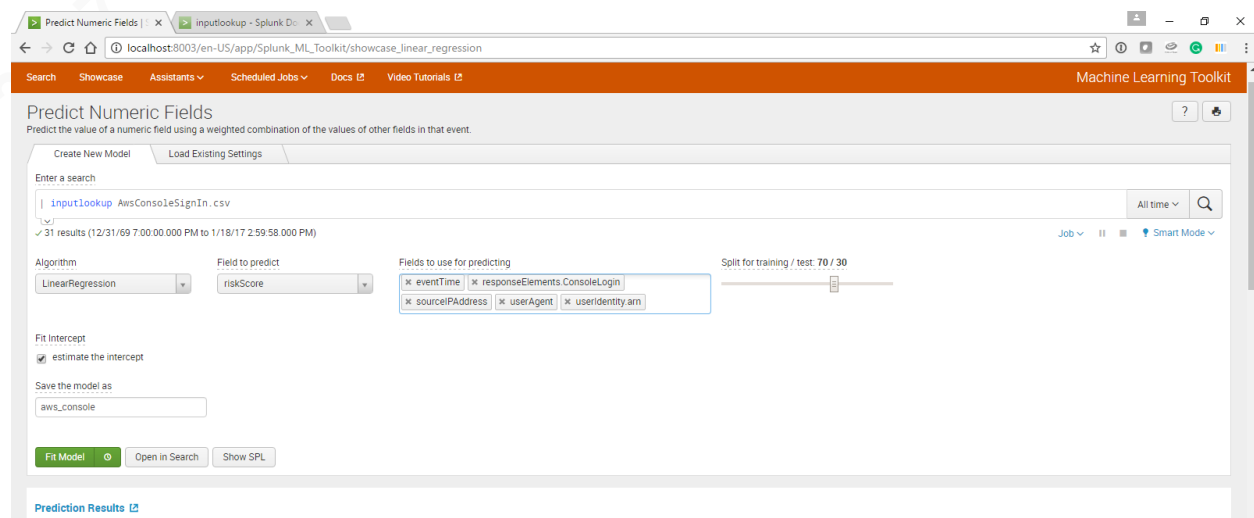 Predict Numeric Fields | inputlookup - Splunk Do
localhost:8003/en-US/app/Splunk_ML_Toolkit/showcase_linear_regression
Search Showcase Assistants Scheduled Jobs Docs Video Tutorials Machine Learning Toolkit
Predict Numeric Fields ?
Predict the value of a numeric field using a weighted combination of the values of other fields in that event.
Create New Model Load Existing Settings
Enter a search
| inputlookup AwsConsoleSignIn.csv All time
✓ 31 results (12/31/69 7:00:00.000 PM to 1/18/17 2:59:58.000 PM) Job Smart Mode
Algorithm Field to predict Fields to use for predicting Split for training / test: 70 / 30
LinearRegression riskScore eventTime responseElements.ConsoleLogin
sourceIPAddress userAgent userIdentity.arn
Fit Intercept
estimate the intercept
Save the model as
aws_console
Fit Model Open in Search Show SPL
Prediction Results